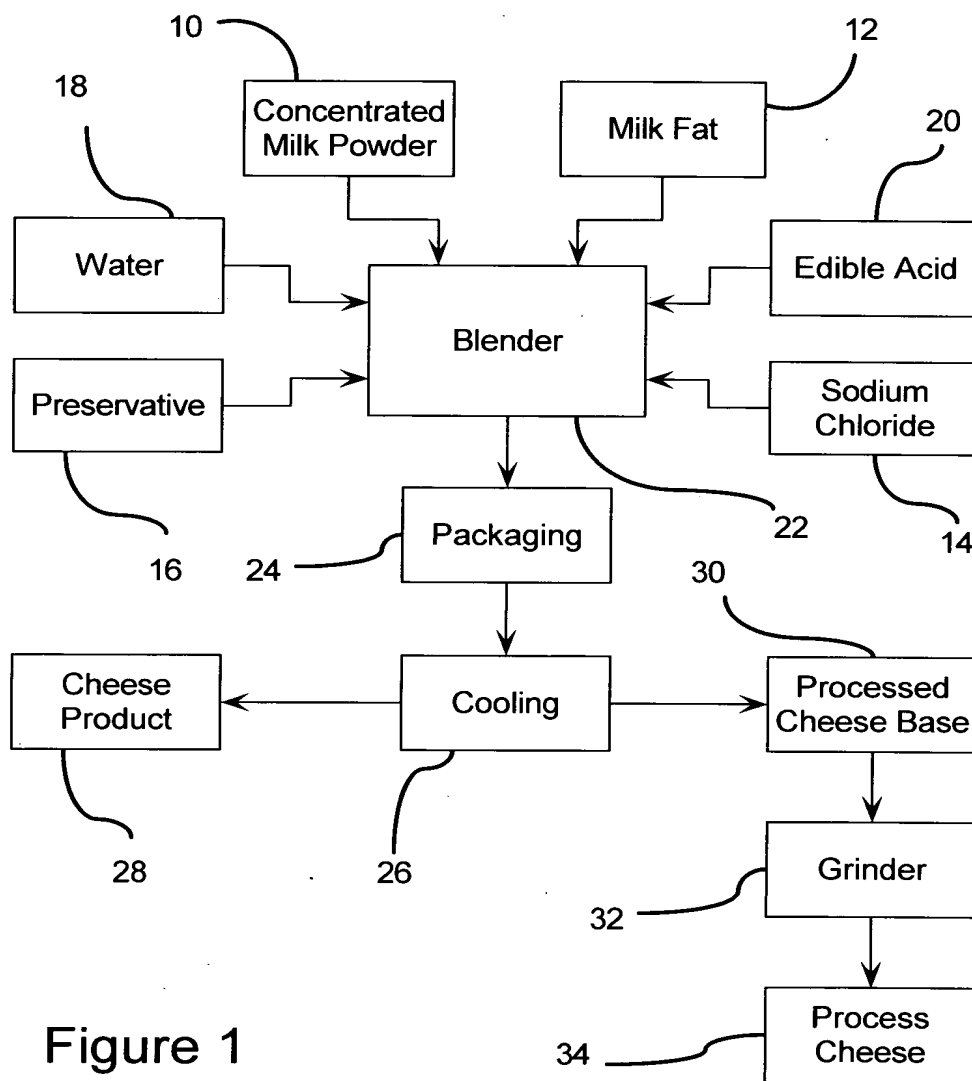 10
12
18
20
Concentrated
Milk Powder
Milk Fat
Water
Edible Acid
Blender
Preservative
Sodium
Chloride
16
24
Packaging
22
14
30
Cheese
Product
Cooling
Processed
Cheese Base
28
26
Grinder
32
Process
Cheese
34
Figure 1